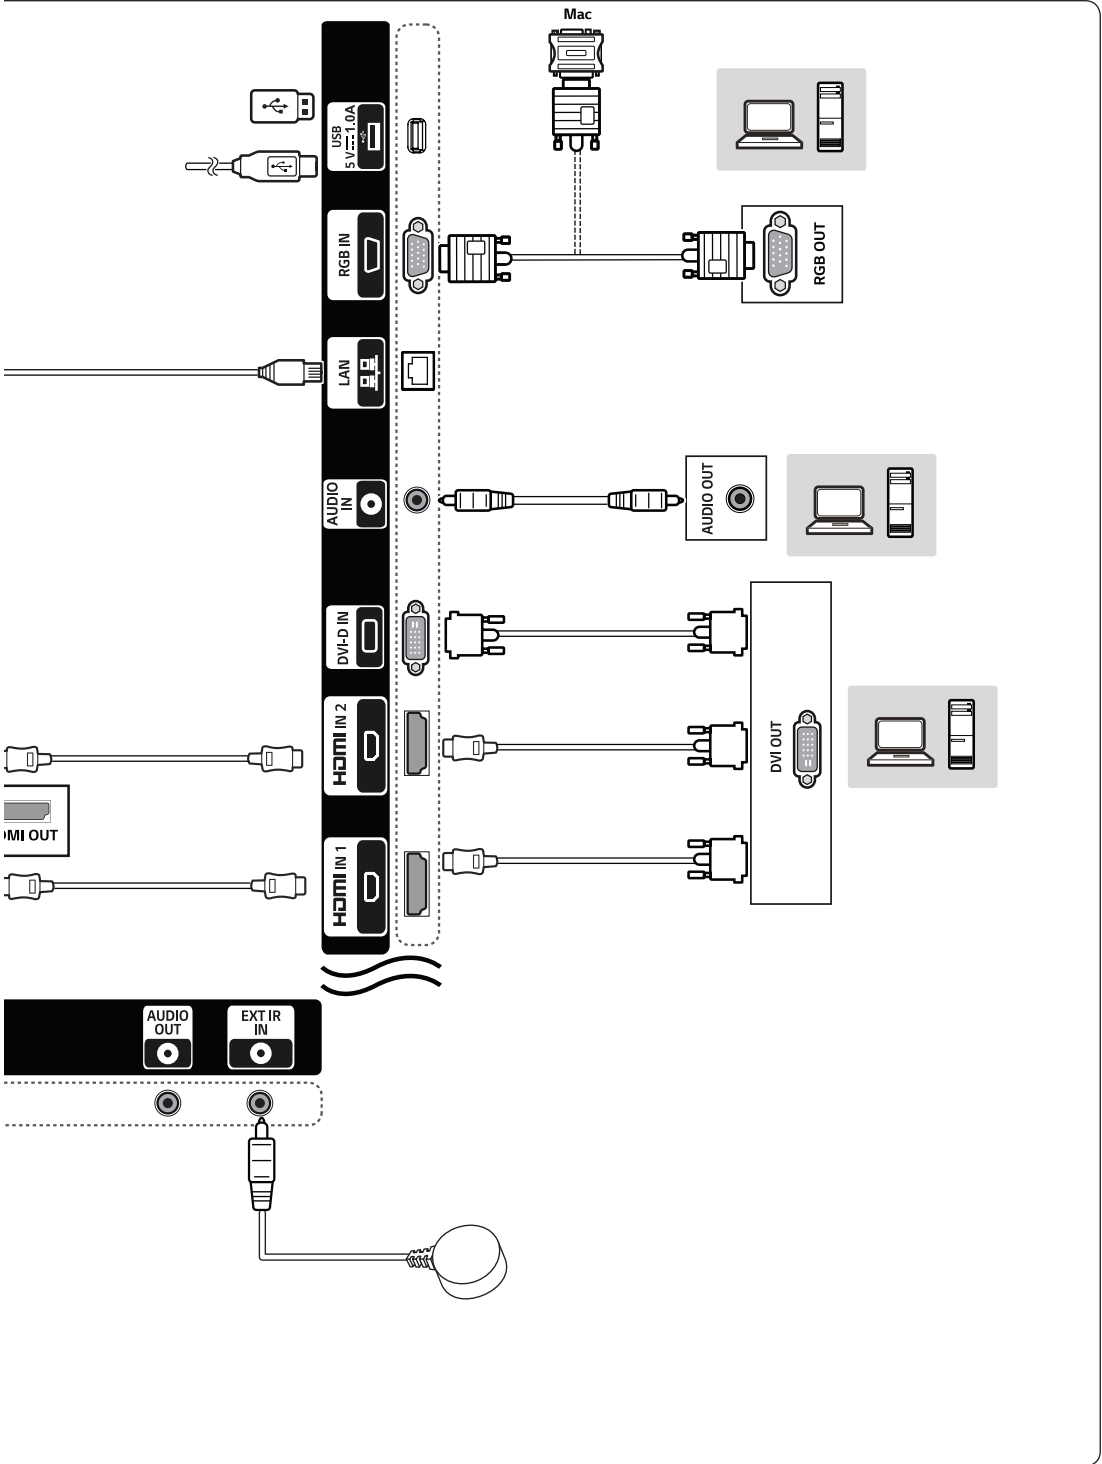 Mac
USB
5 V⎓1.0A
RGB IN
RGB OUT
LAN
AUDIO
IN
AUDIO OUT
DVI-D IN
HDMI IN 2
DVI OUT
MI OUT
HDMI IN 1
AUDIO
OUT
EXT IR
IN